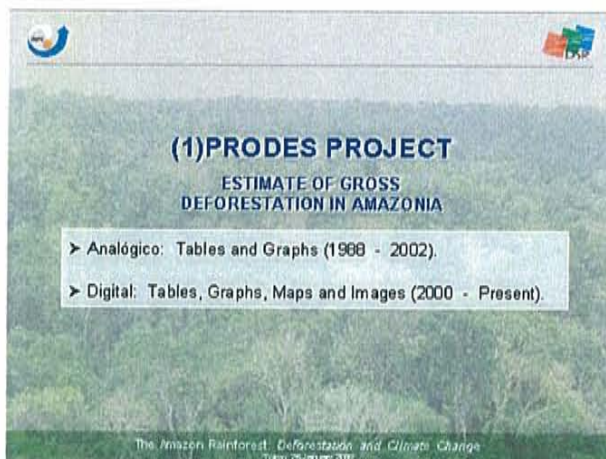 (1)PRODES PROJECT
ESTIMATE OF GROSS
DEFORESTATION IN AMAZONIA
➤ Analógico: Tables and Graphs (1988 - 2002).
➤ Digital: Tables, Graphs, Maps and Images (2000 - Present).
The Amazon Rainforest: Deforestation and Climate Change